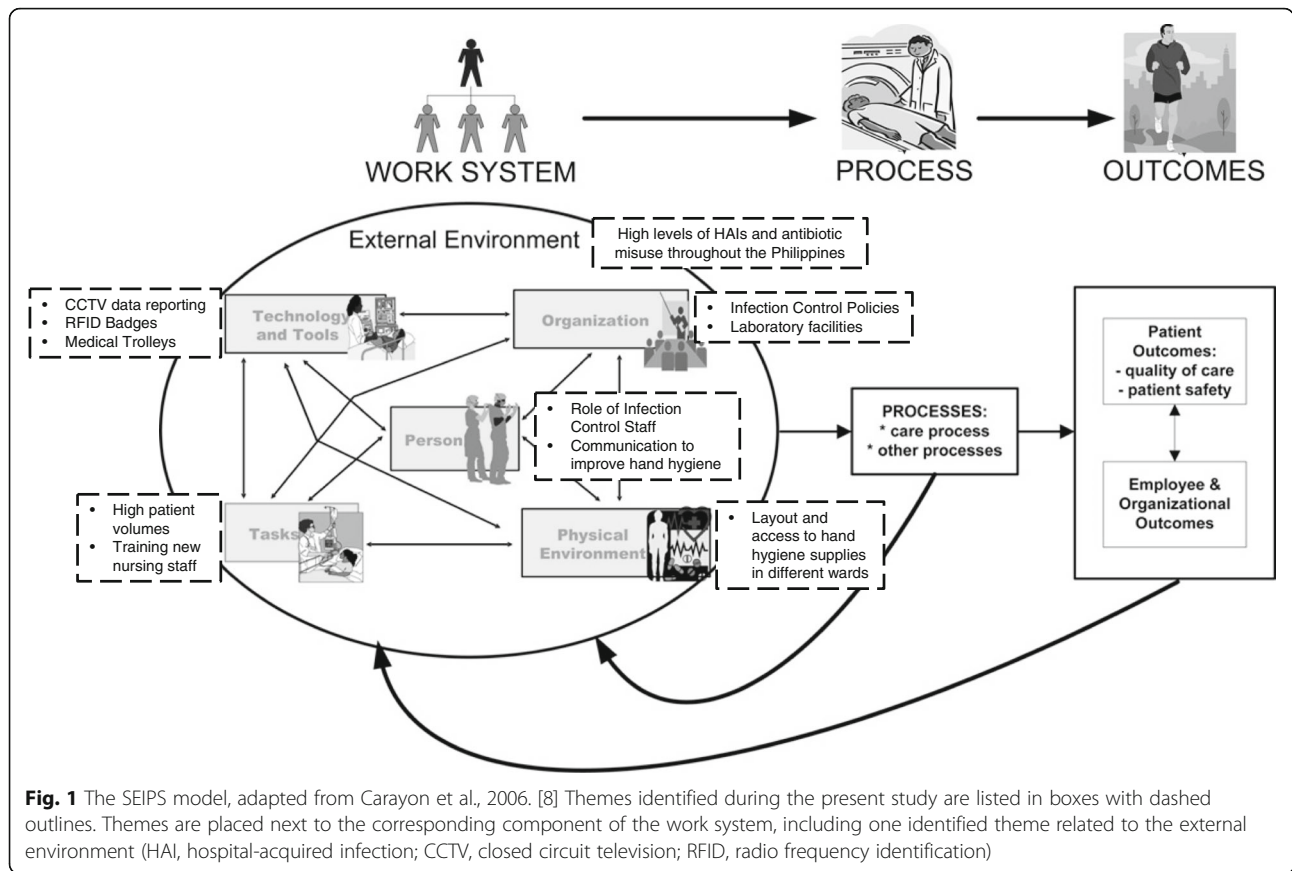 WORK SYSTEM
PROCESS
OUTCOMES
External Environment
High levels of HAIs and antibiotic
misuse throughout the Philippines
• CCTV data reporting
• RFID Badges
• Medical Trolleys
Technology
and Tools
Organization
• Infection Control Policies
• Laboratory facilities
Person
• Role of Infection
Control Staff
• Communication to
improve hand hygiene
• High patient
volumes
• Training new
nursing staff
Tasks
Physical
Environment
• Layout and
access to hand
hygiene supplies
in different wards
PROCESSES:
* care process
* other processes
Patient
Outcomes:
- quality of care
- patient safety
Employee &
Organizational
Outcomes
Fig. 1 The SEIPS model, adapted from Carayon et al., 2006. [8] Themes identified during the present study are listed in boxes with dashed
outlines. Themes are placed next to the corresponding component of the work system, including one identified theme related to the external
environment (HAI, hospital-acquired infection; CCTV, closed circuit television; RFID, radio frequency identification)